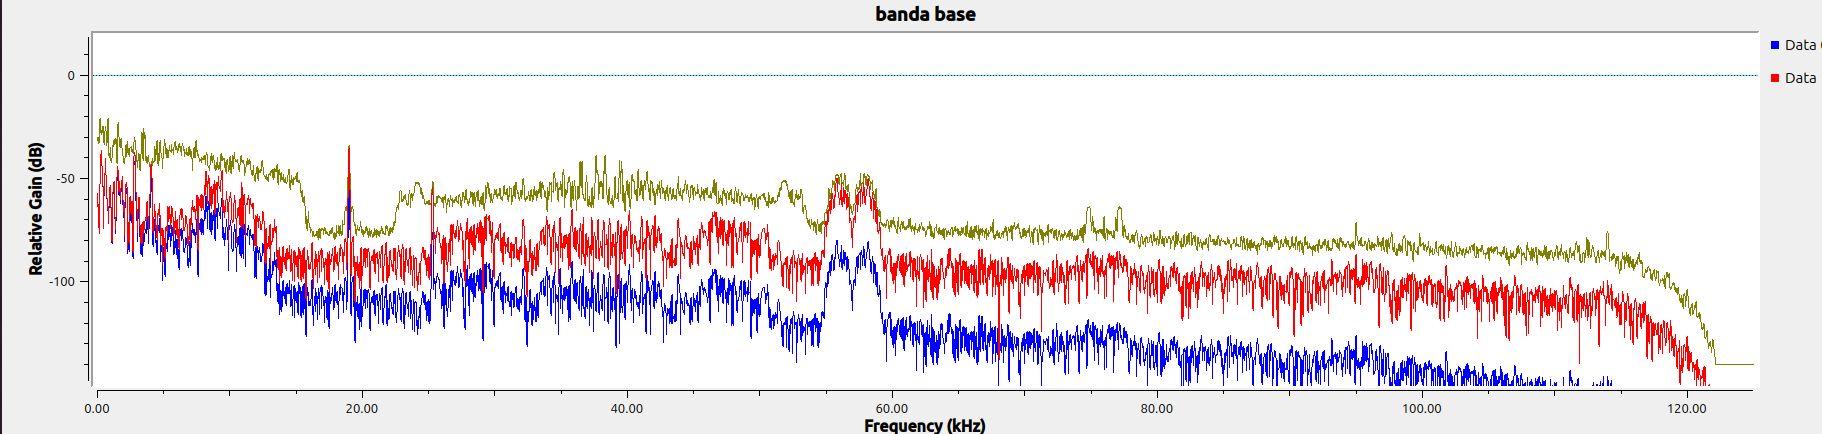 banda base
Data
Data
Relative Gain (dB)
0
-50
-100
0.00 20.00 40.00 60.00 80.00 100.00 120.00
Frequency (kHz)